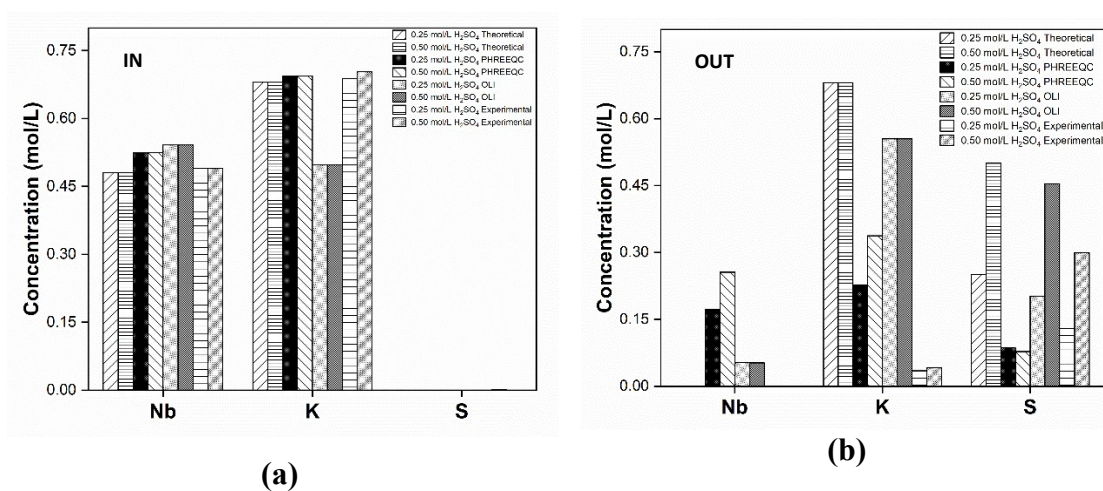 IN
0.25 mol/L H₂SO₄ Theoretical
0.50 mol/L H₂SO₄ Theoretical
0.25 mol/L H₂SO₄ PHREEQC
0.50 mol/L H₂SO₄ PHREEQC
0.25 mol/L H₂SO₄ OLI
0.50 mol/L H₂SO₄ OLI
0.25 mol/L H₂SO₄ Experimental
0.50 mol/L H₂SO₄ Experimental
Concentration (mol/L)
0.75
0.60
0.45
0.30
0.15
0.00
Nb K S
(a)
OUT
0.25 mol/L H₂SO₄ Theoretical
0.50 mol/L H₂SO₄ Theoretical
0.25 mol/L H₂SO₄ PHREEQC
0.50 mol/L H₂SO₄ PHREEQC
0.25 mol/L H₂SO₄ OLI
0.50 mol/L H₂SO₄ OLI
0.25 mol/L H₂SO₄ Experimental
0.50 mol/L H₂SO₄ Experimental
Concentration (mol/L)
0.75
0.60
0.45
0.30
0.15
0.00
Nb K S
(b)